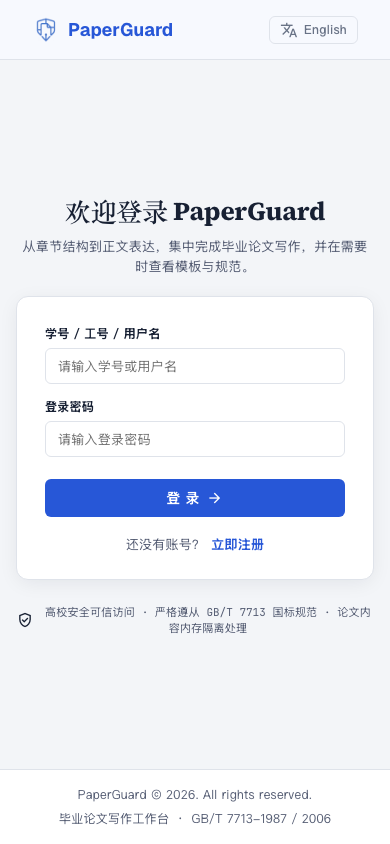 PaperGuard
English
欢迎登录 PaperGuard
从章节结构到正文表达，集中完成毕业论文写作，并在需要
时查看模板与规范。
学号 / 工号 / 用户名
请输入学号或用户名
登录密码
请输入登录密码
登 录 →
还没有账号？ 立即注册
高校安全可信访问 · 严格遵从 GB/T 7713 国标规范 · 论文内
容内存隔离处理
PaperGuard © 2026. All rights reserved.
毕业论文写作工作台 · GB/T 7713-1987 / 2006